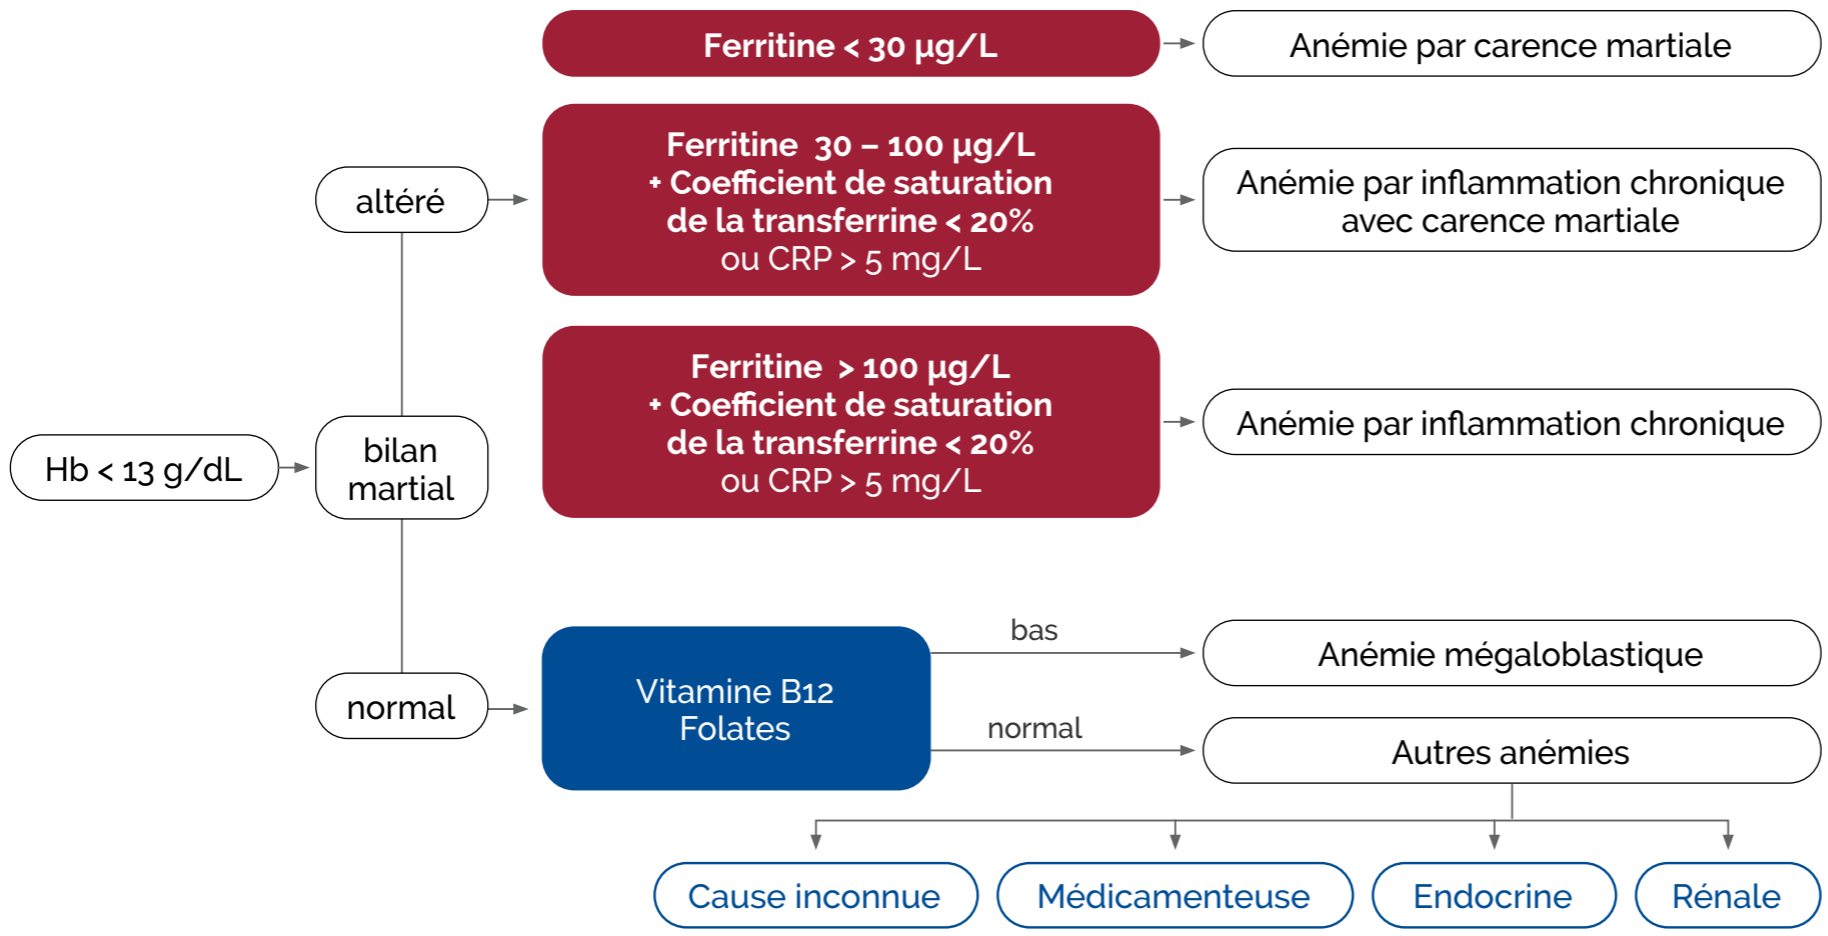 Ferritine < 30 µg/L
Anémie par carence martiale
Ferritine 30 – 100 µg/L
+ Coefficient de saturation
de la transferrine < 20%
ou CRP > 5 mg/L
Anémie par inflammation chronique
avec carence martiale
altéré
Ferritine > 100 µg/L
+ Coefficient de saturation
de la transferrine < 20%
ou CRP > 5 mg/L
Anémie par inflammation chronique
Hb < 13 g/dL
bilan
martial
normal
Vitamine B12
Folates
bas
Anémie mégaloblastique
normal
Autres anémies
Cause inconnue
Médicamenteuse
Endocrine
Rénale